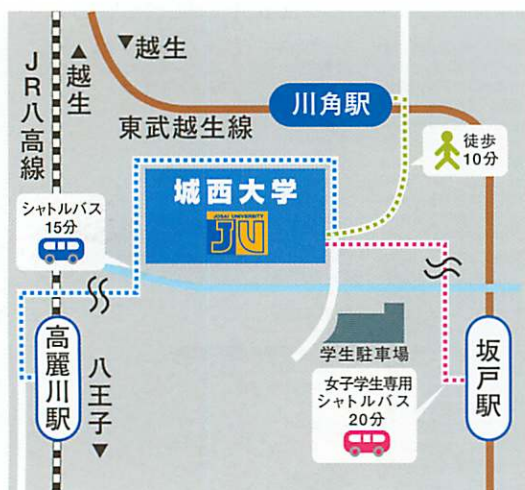 JR八高線
▲越生
▼越生
東武越生線
川角駅
徒歩
10分
城西大学
JOSAI UNIVERSITY
JU
シャトルバス
15分
高麗川駅
八王子▼
学生駐車場
女子学生専用
シャトルバス
20分
坂戸駅